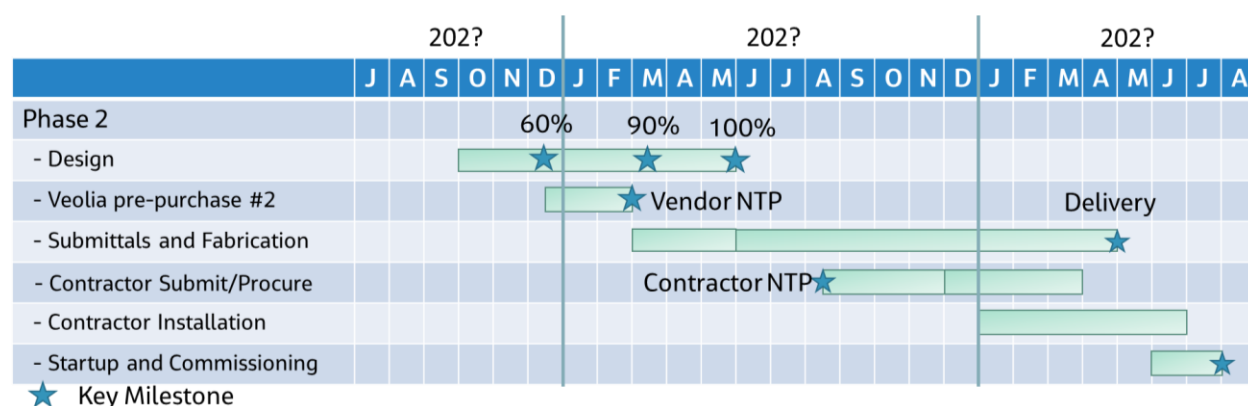 202? 202? 202?
J A S O N D J F M A M J J A S O N D J F M A M J J A
Phase 2
60% 90% 100%
- Design
- Veolia pre-purchase #2 Vendor NTP
Delivery
- Submittals and Fabrication
- Contractor Submit/Procure Contractor NTP
- Contractor Installation
- Startup and Commissioning
Key Milestone